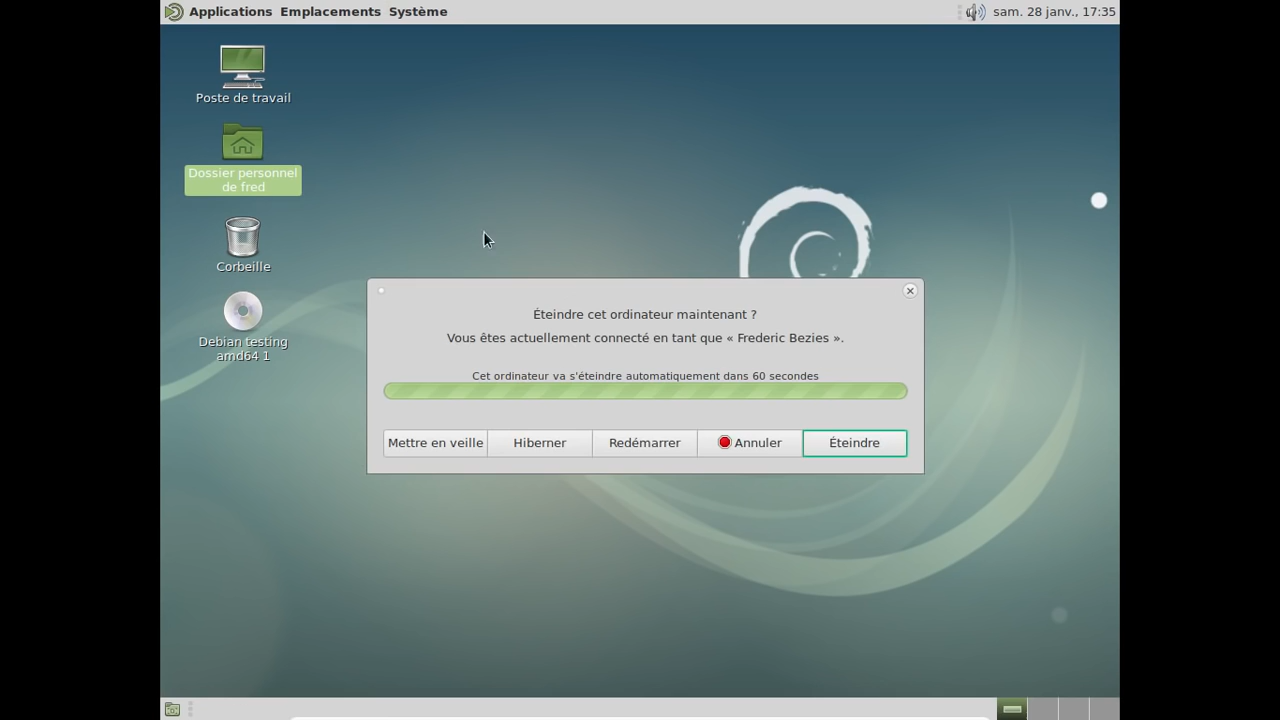 Applications Emplacements Système
sam. 28 janv., 17:35
Poste de travail
Dossier personnel
de fred
Corbeille
Debian testing
amd64 1
Éteindre cet ordinateur maintenant ?
Vous êtes actuellement connecté en tant que « Frederic Bezies ».
Cet ordinateur va s'éteindre automatiquement dans 60 secondes
Mettre en veille Hiberner Redémarrer Annuler Éteindre